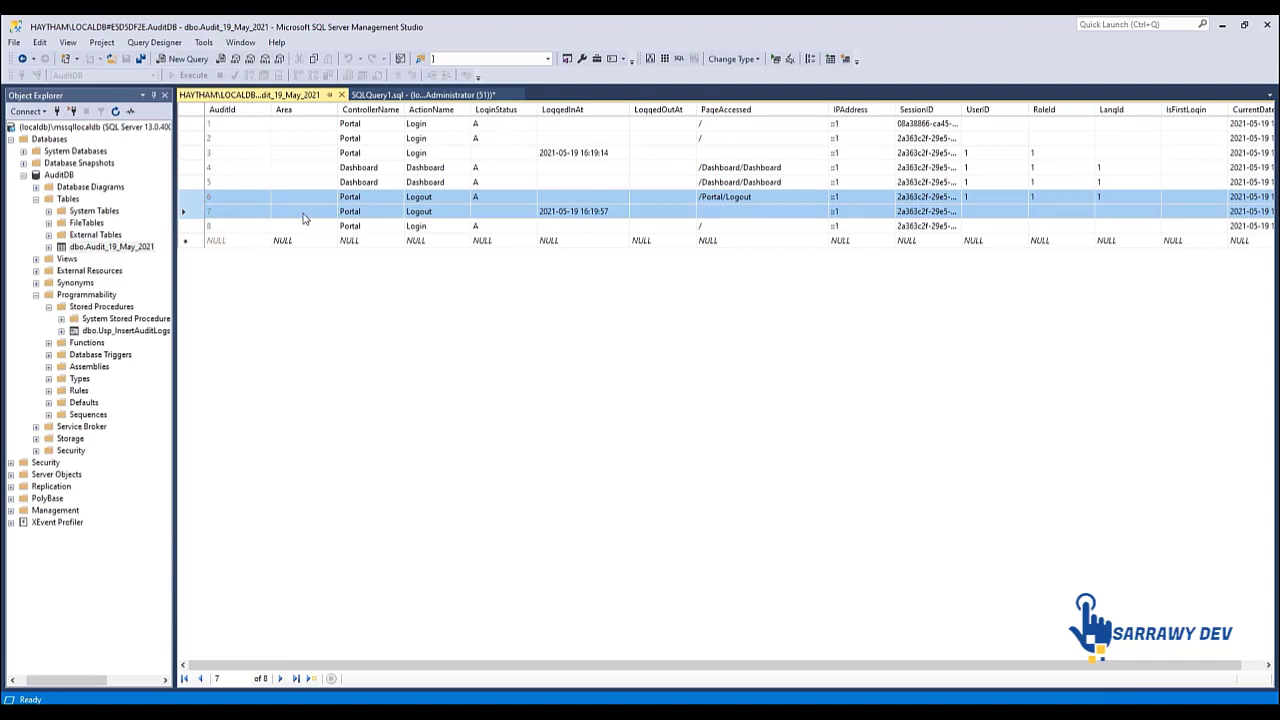 HAYTHAM\LOCALDB#E5D5DF2E.AuditDB - dbo.Audit_19_May_2021 - Microsoft SQL Server Management Studio
Quick Launch (Ctrl+Q)
File Edit View Project Query Designer Tools Window Help
New Query ] Change Type
AuditDB Execute
Object Explorer
HAYTHAM\LOCALDB...dit_19_May_2021 SQLQuery1.sql - (lo...Administrator (51))*
Connect
(localdb)\mssqllocaldb (SQL Server 13.0.400
Databases
System Databases
Database Snapshots
AuditDB
Database Diagrams
Tables
System Tables
FileTables
External Tables
dbo.Audit_19_May_2021
Views
External Resources
Synonyms
Programmability
Stored Procedures
System Stored Procedure
dbo.Usp_InsertAuditLogs
Functions
Database Triggers
Assemblies
Types
Rules
Defaults
Sequences
Service Broker
Storage
Security
Security
Server Objects
Replication
PolyBase
Management
XEvent Profiler
AuditId Area ControllerName ActionName LoginStatus LoggedInAt LoggedOutAt PageAccessed IPAddress SessionID UserID RoleId LangId IsFirstLogin CurrentDate
1 Portal Login A / ::1 08a38866-ca45-... 2021-05-19 1
2 Portal Login A / ::1 2a363c2f-29e5-... 2021-05-19 1
3 Portal Login 2021-05-19 16:19:14 ::1 2a363c2f-29e5-... 1 1 2021-05-19 1
4 Dashboard Dashboard A /Dashboard/Dashboard ::1 2a363c2f-29e5-... 1 1 1 2021-05-19 1
5 Dashboard Dashboard A /Dashboard/Dashboard ::1 2a363c2f-29e5-... 1 1 1 2021-05-19 1
6 Portal Logout A /Portal/Logout ::1 2a363c2f-29e5-... 1 1 1 2021-05-19 1
7 Portal Logout 2021-05-19 16:19:57 ::1 2a363c2f-29e5-... 2021-05-19 1
8 Portal Login A / ::1 2a363c2f-29e5-... 2021-05-19 1
NULL NULL NULL NULL NULL NULL NULL NULL NULL NULL NULL NULL NULL NULL NULL
SARRAWY DEV
7 of 8
Ready